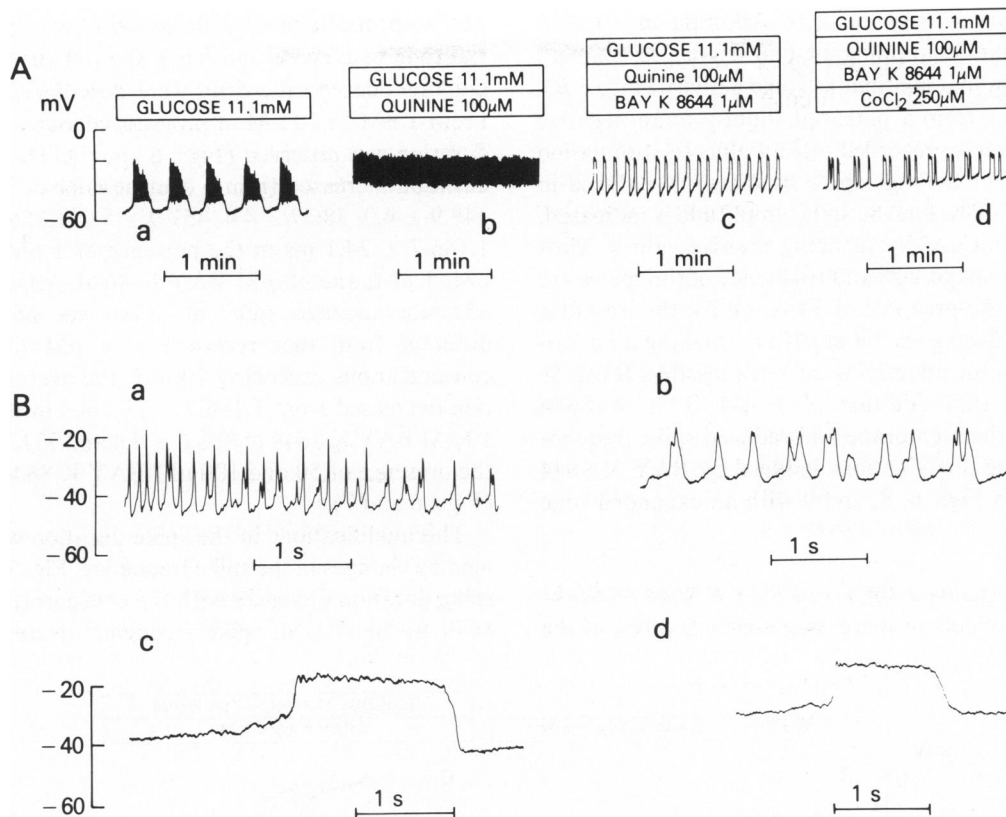 A
mV
0
60
GLUCOSE 11.1mM
a
1 min
GLUCOSE 11.1mM
QUININE 100µM
b
1 min
GLUCOSE 11.1mM
Quinine 100µM
BAY K 8644 1µM
c
1 min
GLUCOSE 11.1mM
QUININE 100µM
BAY K 8644 1µM
CoCl2 250µM
d
1 min
B
a
−20
−40
−60
1 s
b
1 s
c
−20
−40
−60
1 s
d
1 s